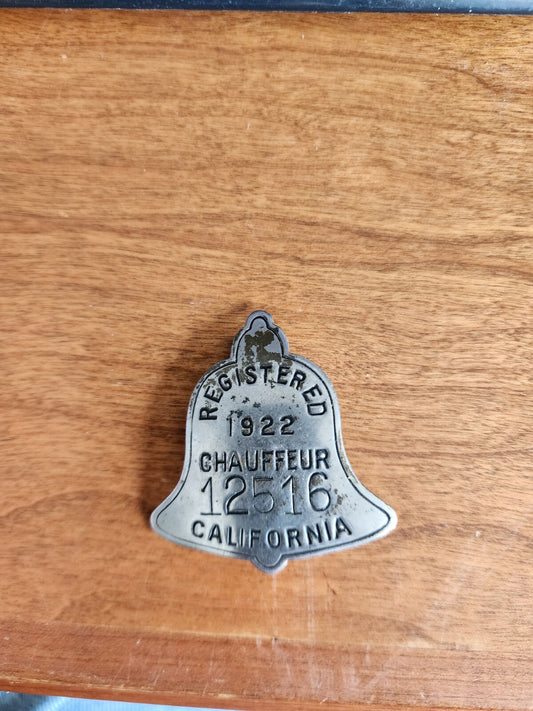 REGISTERED
1922
CHAUFFEUR
12516
CALIFORNIA